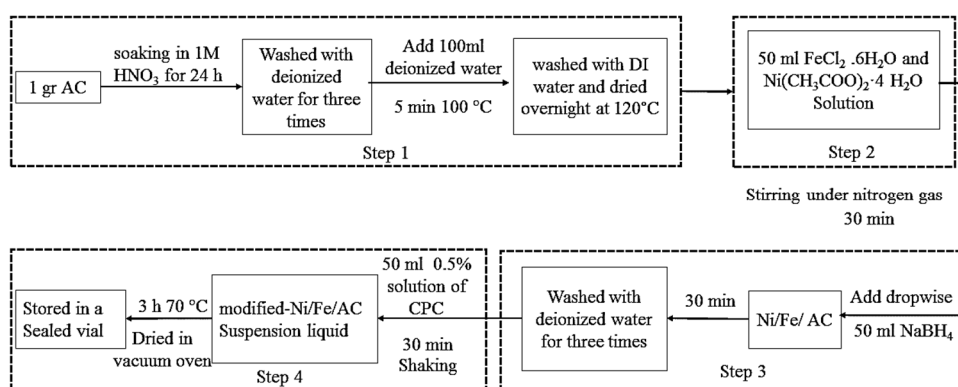 1 gr AC
soaking in 1M
HNO₃ for 24 h
Washed with
deionized
water for three
times
Add 100ml
deionized water
5 min 100 °C
washed with DI
water and dried
overnight at 120°C
Step 1
50 ml FeCl₂ .6H₂O and
Ni(CH₃COO)₂·4 H₂O
Solution
Step 2
Stirring under nitrogen gas
30 min
Add dropwise
50 ml NaBH₄
Ni/Fe/ AC
30 min
Washed with
deionized water
for three times
Step 3
50 ml 0.5%
solution of
CPC
30 min
Shaking
modified-Ni/Fe/AC
Suspension liquid
3 h 70 °C
Dried in
vacuum oven
Stored in a
Sealed vial
Step 4